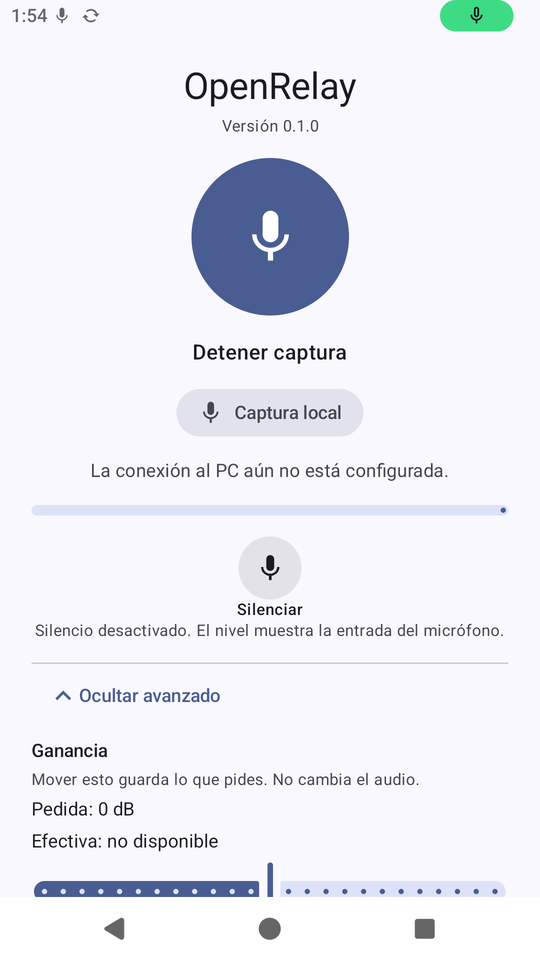 1:54
OpenRelay
Versión 0.1.0
Detener captura
Captura local
La conexión al PC aún no está configurada.
Silenciar
Silencio desactivado. El nivel muestra la entrada del micrófono.
Ocultar avanzado
Ganancia
Mover esto guarda lo que pides. No cambia el audio.
Pedida: 0 dB
Efectiva: no disponible